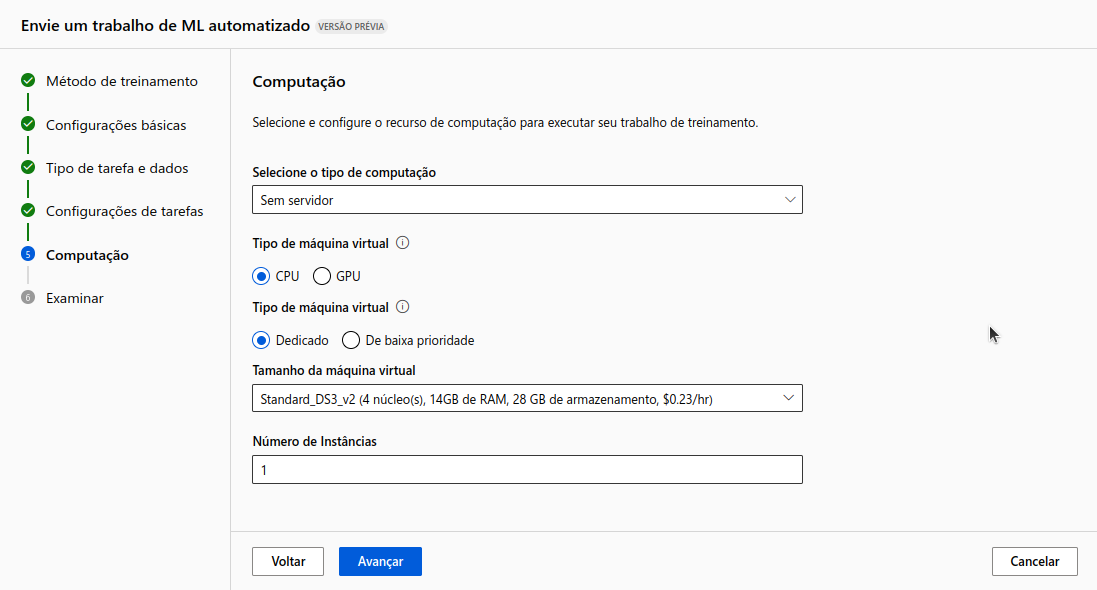 Envie um trabalho de ML automatizado VERSÃO PRÉVIA
Método de treinamento
Configurações básicas
Tipo de tarefa e dados
Configurações de tarefas
5 Computação
6 Examinar
Computação
Selecione e configure o recurso de computação para executar seu trabalho de treinamento.
Selecione o tipo de computação
Sem servidor
Tipo de máquina virtual
CPU GPU
Tipo de máquina virtual
Dedicado De baixa prioridade
Tamanho da máquina virtual
Standard_DS3_v2 (4 núcleo(s), 14GB de RAM, 28 GB de armazenamento, $0.23/hr)
Número de Instâncias
1
Voltar Avançar Cancelar